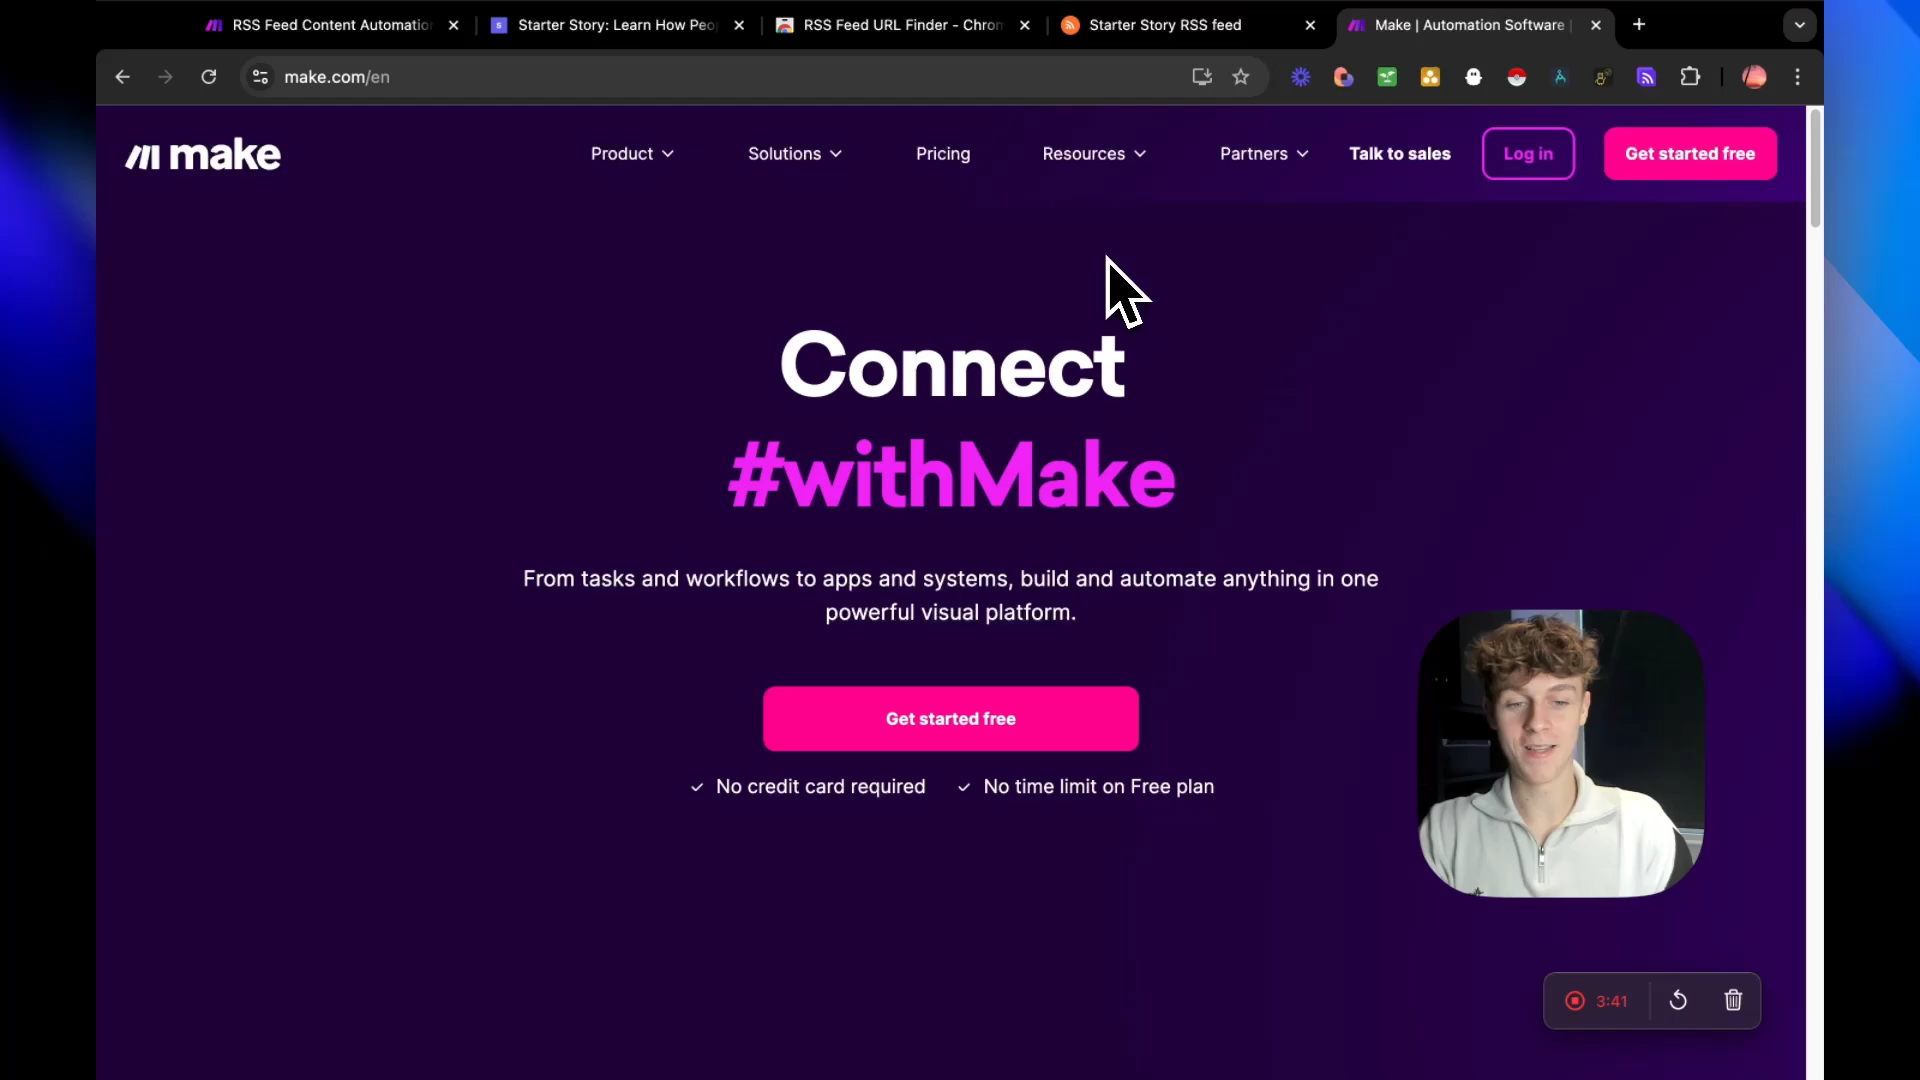 RSS Feed Content Automation
Starter Story: Learn How Peo
RSS Feed URL Finder - Chrom
Starter Story RSS feed
Make | Automation Software |
make.com/en
make
Product
Solutions
Pricing
Resources
Partners
Talk to sales
Log in
Get started free
Connect
#withMake
From tasks and workflows to apps and systems, build and automate anything in one
powerful visual platform.
Get started free
No credit card required
No time limit on Free plan
3:41